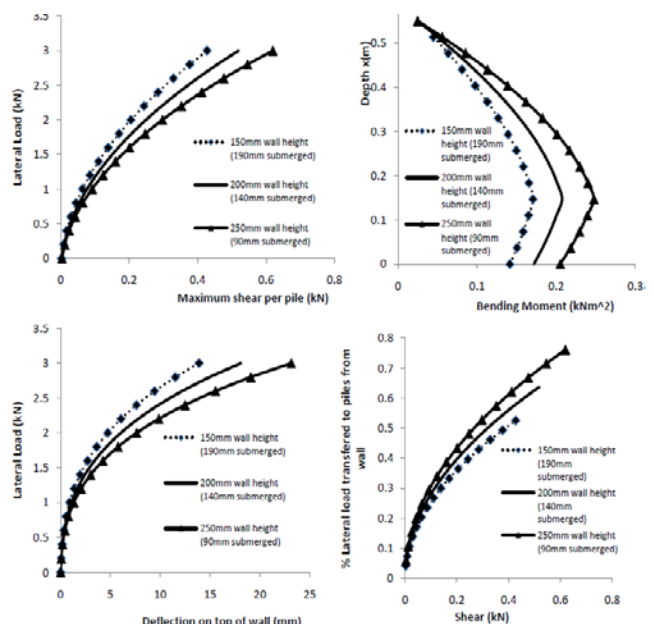 3.5
3
2.5
2
1.5
1
0.5
0
Lateral Load (kN)
0
0.2
0.4
0.6
0.8
Maximum shear per pile (kN)
150mm wall height
(190mm submerged)
200mm wall height
(140mm submerged)
250mm wall height
(90mm submerged)
0.5
0.4
0.3
0.2
0.1
0
Depth x(m)
0
0.1
0.2
0.3
Bending Moment (kNm^2)
150mm wall
height (190mm
submerged)
200mm wall
height (140mm
submerged)
250mm wall
height (90mm
submerged)
3.5
3
2.5
2
1.5
1
0.5
0
Lateral Load (kN)
0
5
10
15
20
25
Deflection on top of wall (mm)
150mm wall height
(190mm submerged)
200mm wall height
(140mm submerged)
250mm wall height
(90mm submerged)
0.8
0.7
0.6
0.5
0.4
0.3
0.2
0.1
0
% Lateral load transfered to piles from
wall
0
0.2
0.4
0.6
0.8
Shear (kN)
150mm wall height
(190mm
submerged)
200mm wall height
(140mm
submerged)
250mm wall height
(90mm submerged)